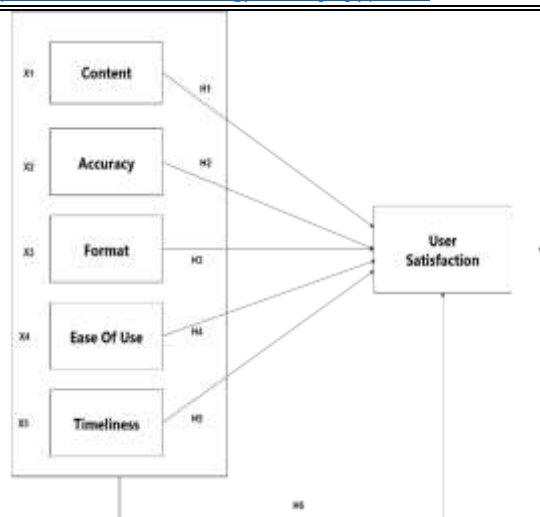 X1
Content
H1
X2
Accuracy
H2
X3
Format
H3
User
Satisfaction
X4
Ease Of Use
H4
X5
Timeliness
H5
H6